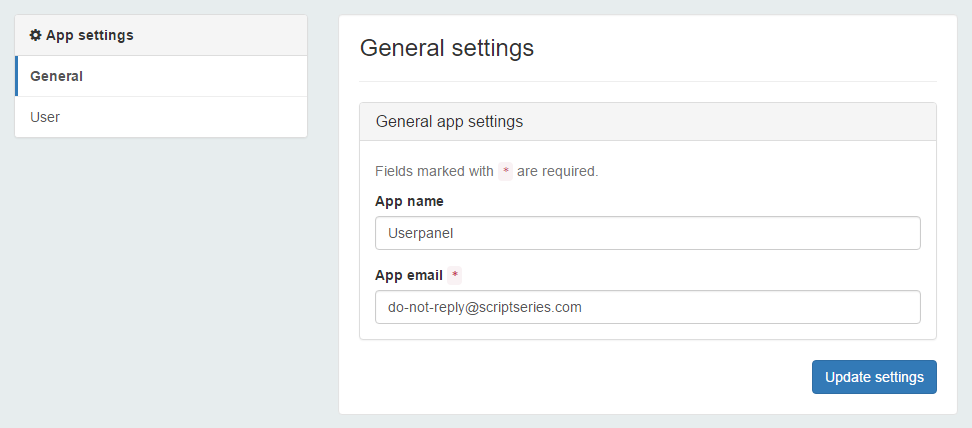 App settings
General
User
General settings
General app settings
Fields marked with * are required.
App name
Userpanel
App email *
do-not-reply@scriptseries.com
Update settings